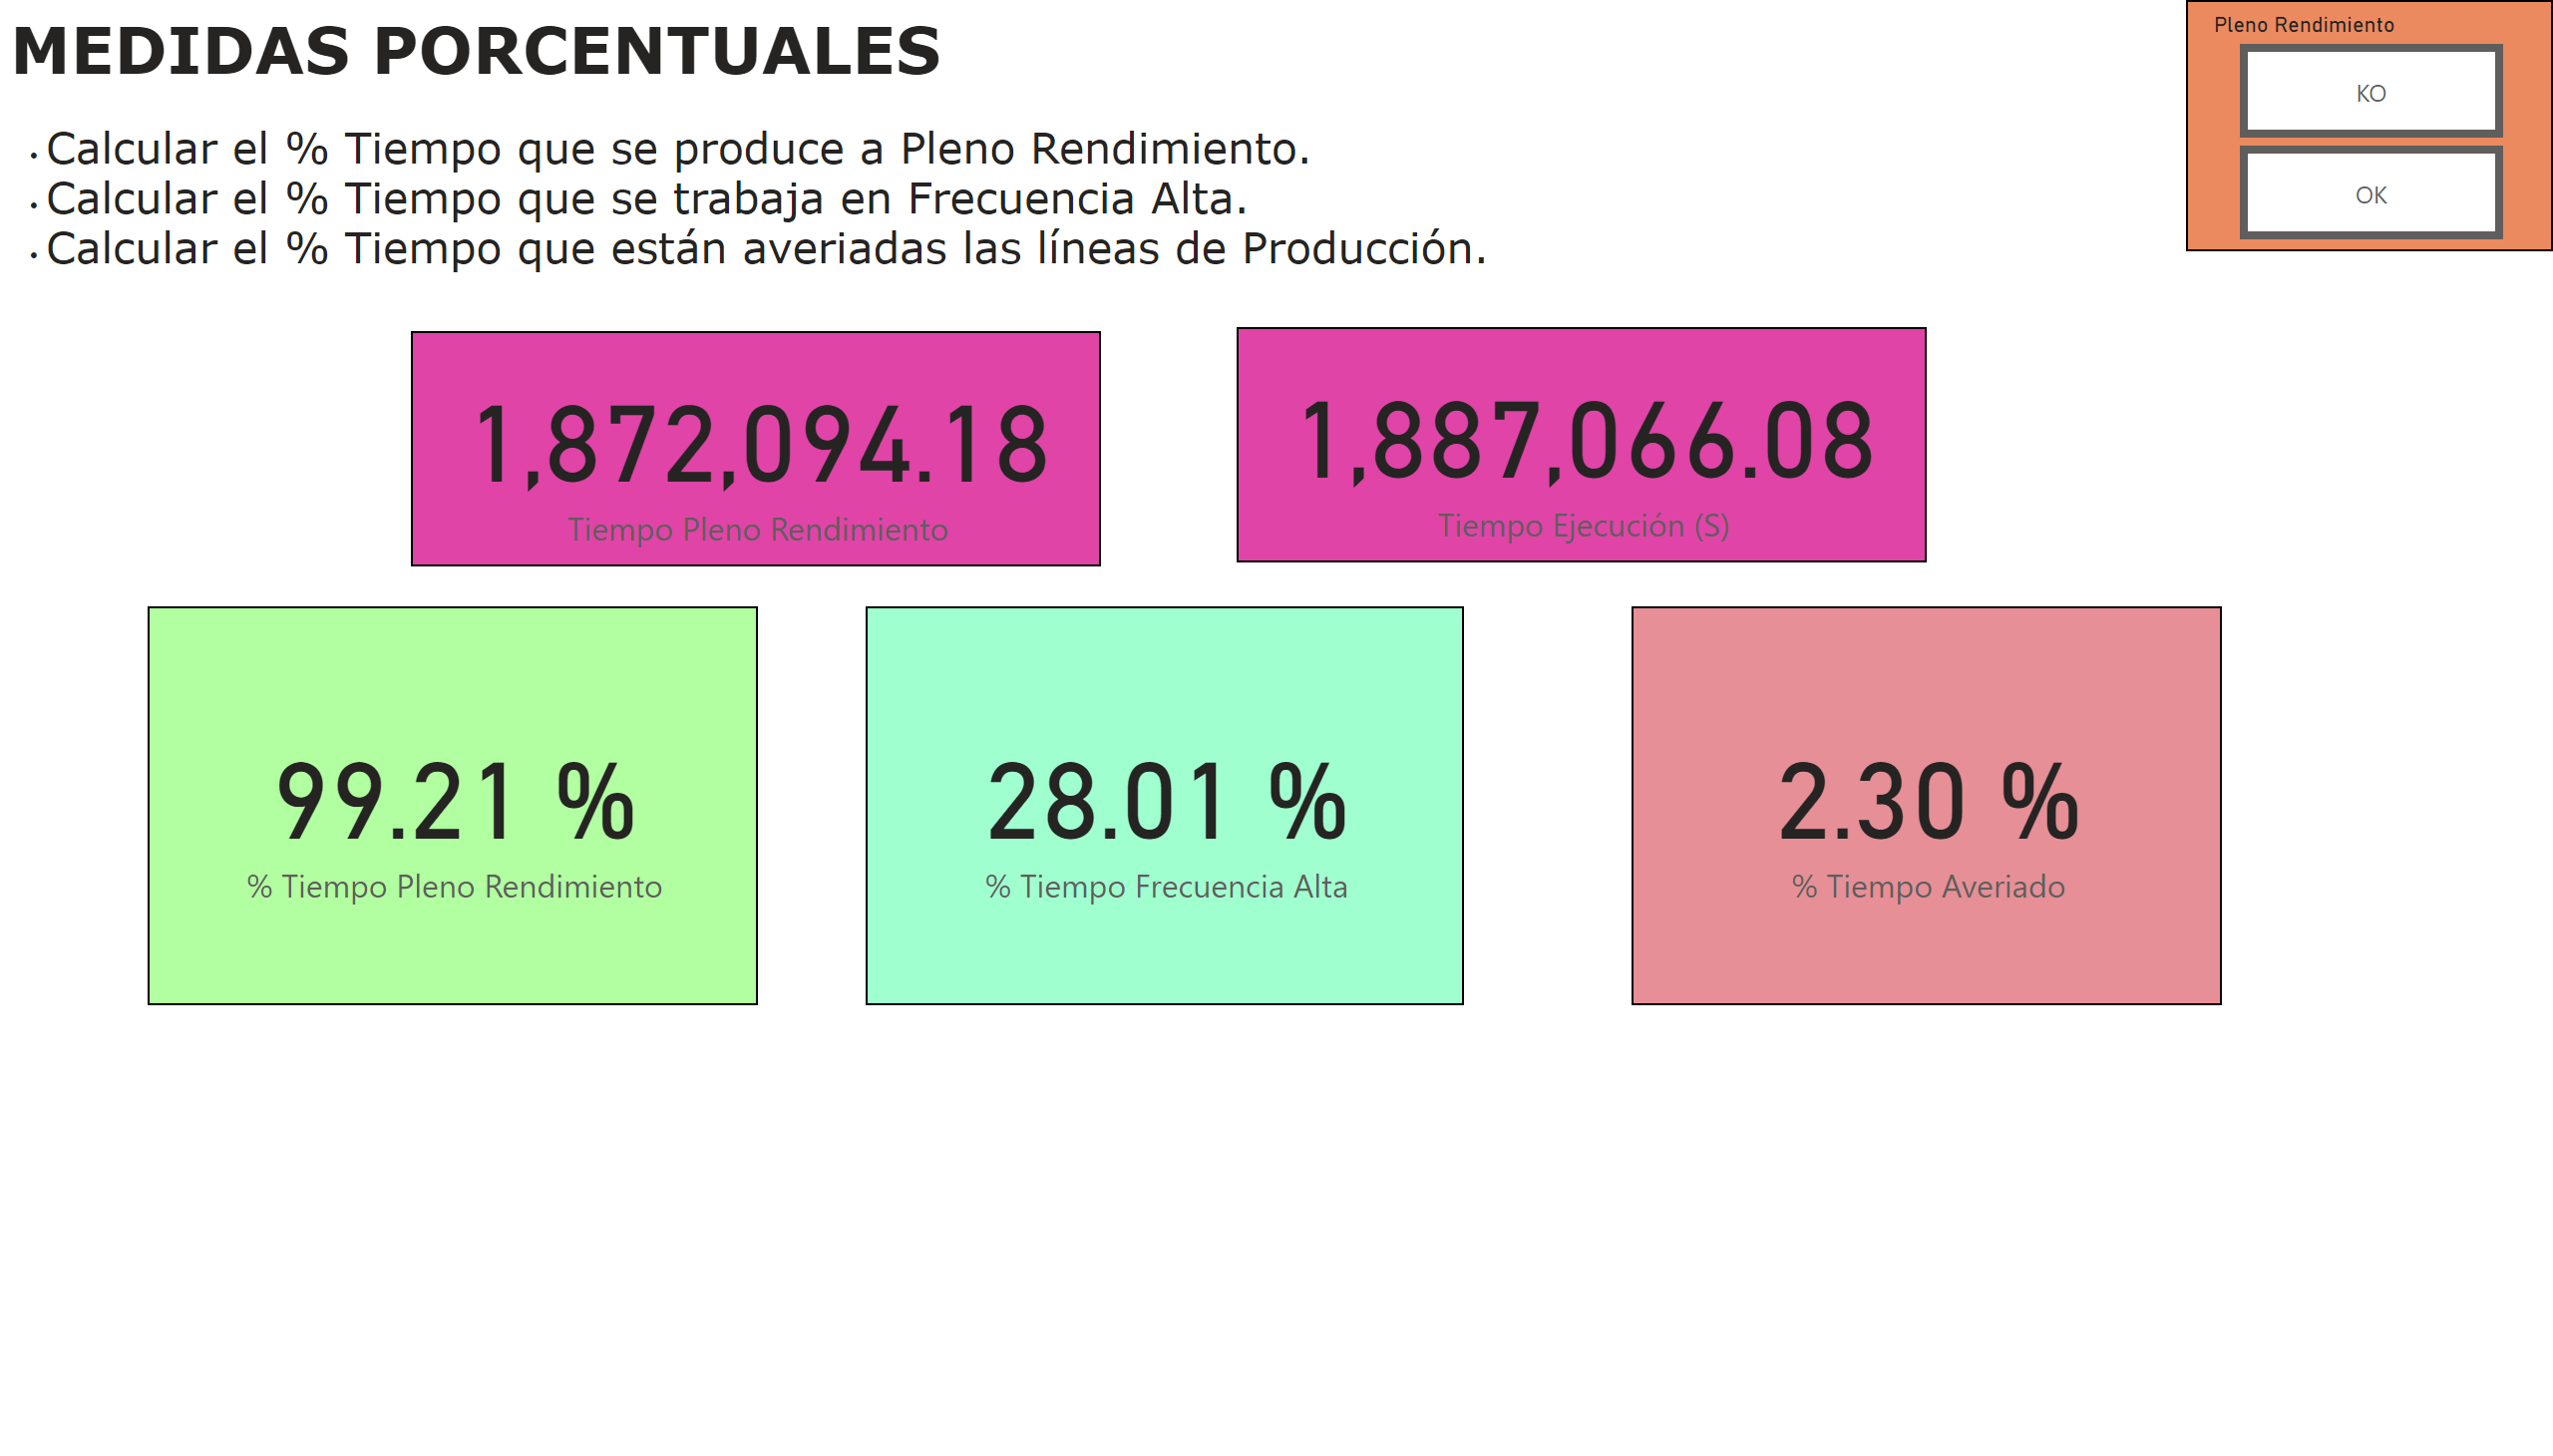 MEDIDAS PORCENTUALES
• Calcular el % Tiempo que se produce a Pleno Rendimiento.
• Calcular el % Tiempo que se trabaja en Frecuencia Alta.
• Calcular el % Tiempo que están averiadas las líneas de Producción.
Pleno Rendimiento
KO
OK
1,872,094.18
Tiempo Pleno Rendimiento
1,887,066.08
Tiempo Ejecución (S)
99.21 %
% Tiempo Pleno Rendimiento
28.01 %
% Tiempo Frecuencia Alta
2.30 %
% Tiempo Averiado